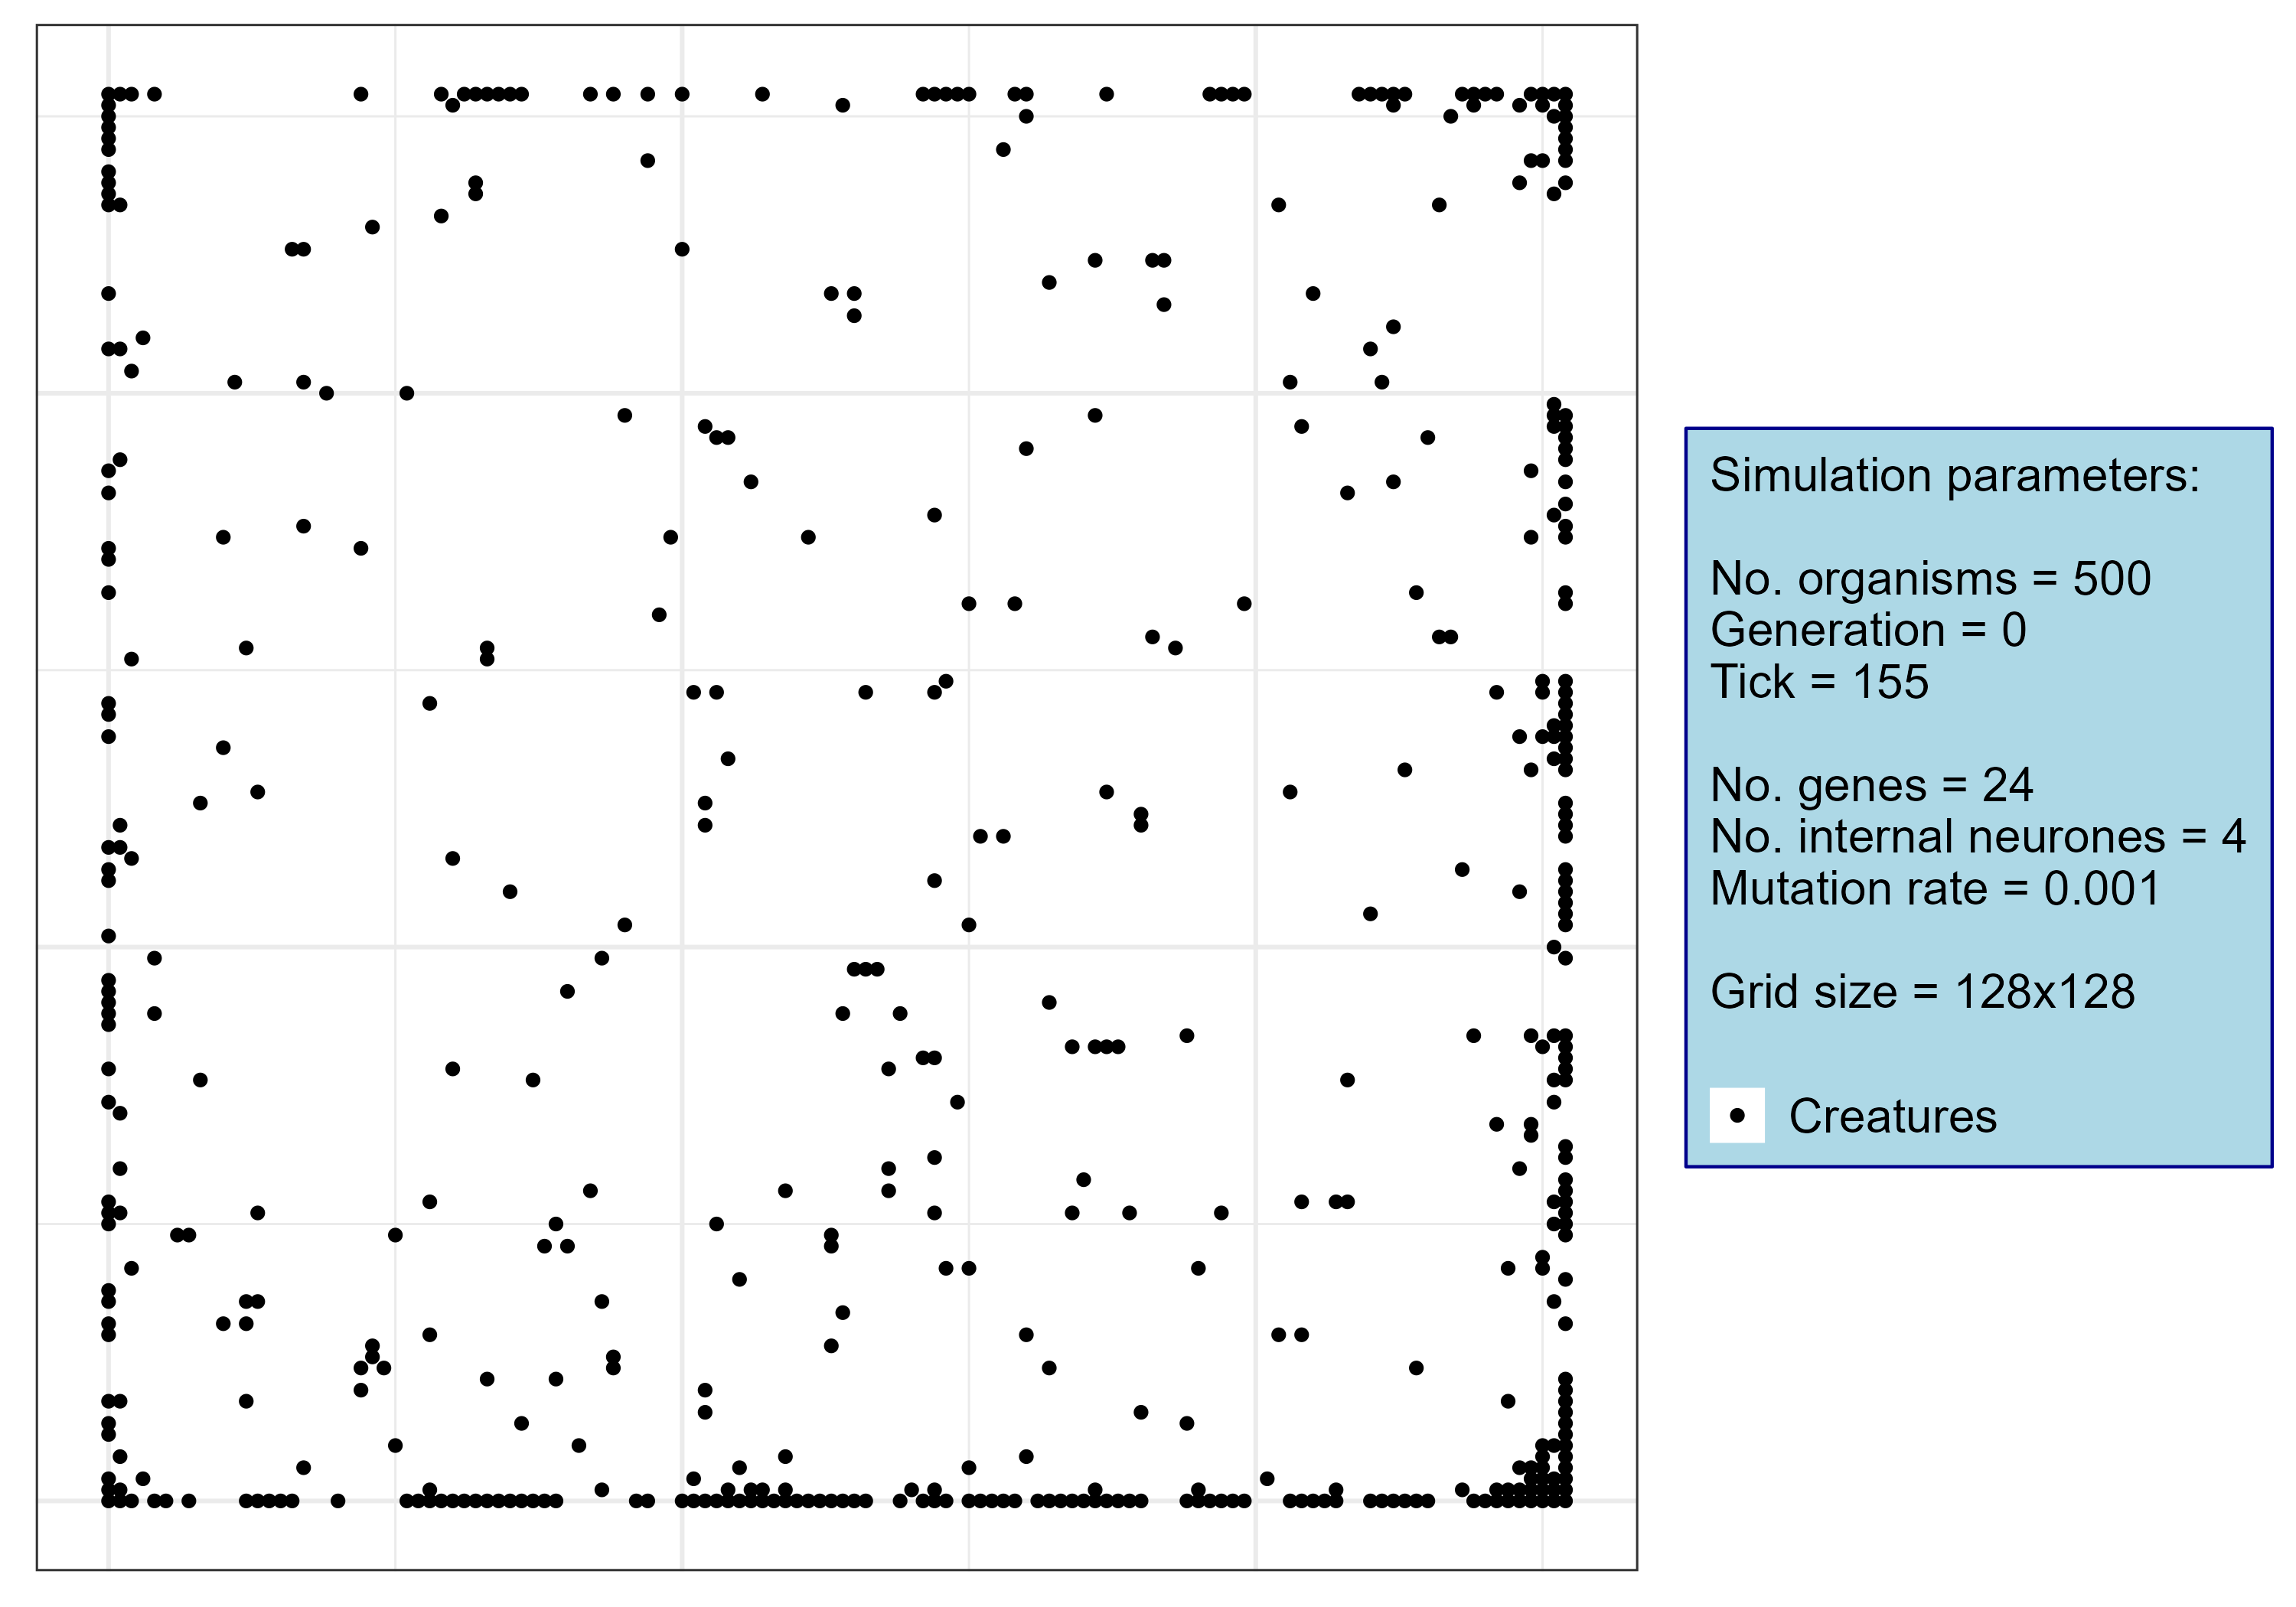 Simulation parameters:
No. organisms = 500
Generation = 0
Tick = 155
No. genes = 24
No. internal neurones = 4
Mutation rate = 0.001
Grid size = 128x128
Creatures